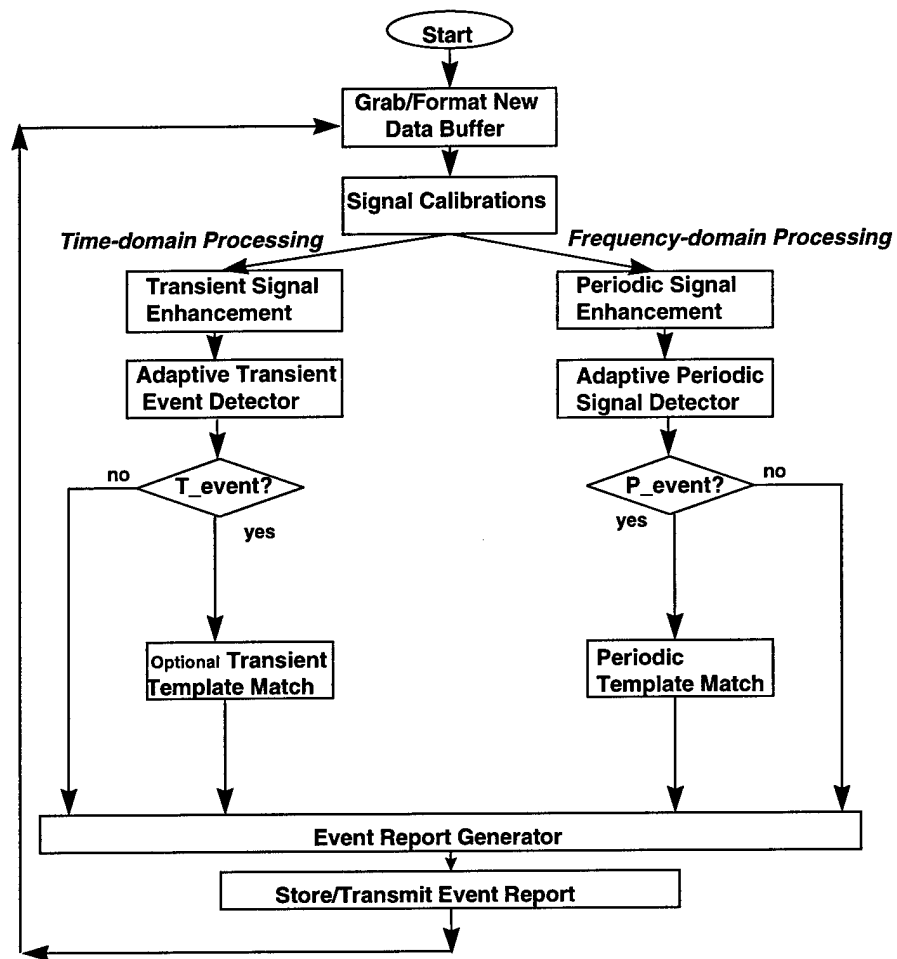 Start
Grab/Format New
Data Buffer
Signal Calibrations
Time-domain Processing
Frequency-domain Processing
Transient Signal
Enhancement
Periodic Signal
Enhancement
Adaptive Transient
Event Detector
Adaptive Periodic
Signal Detector
no
T_event?
yes
P_event?
no
yes
Optional Transient
Template Match
Periodic
Template Match
Event Report Generator
Store/Transmit Event Report